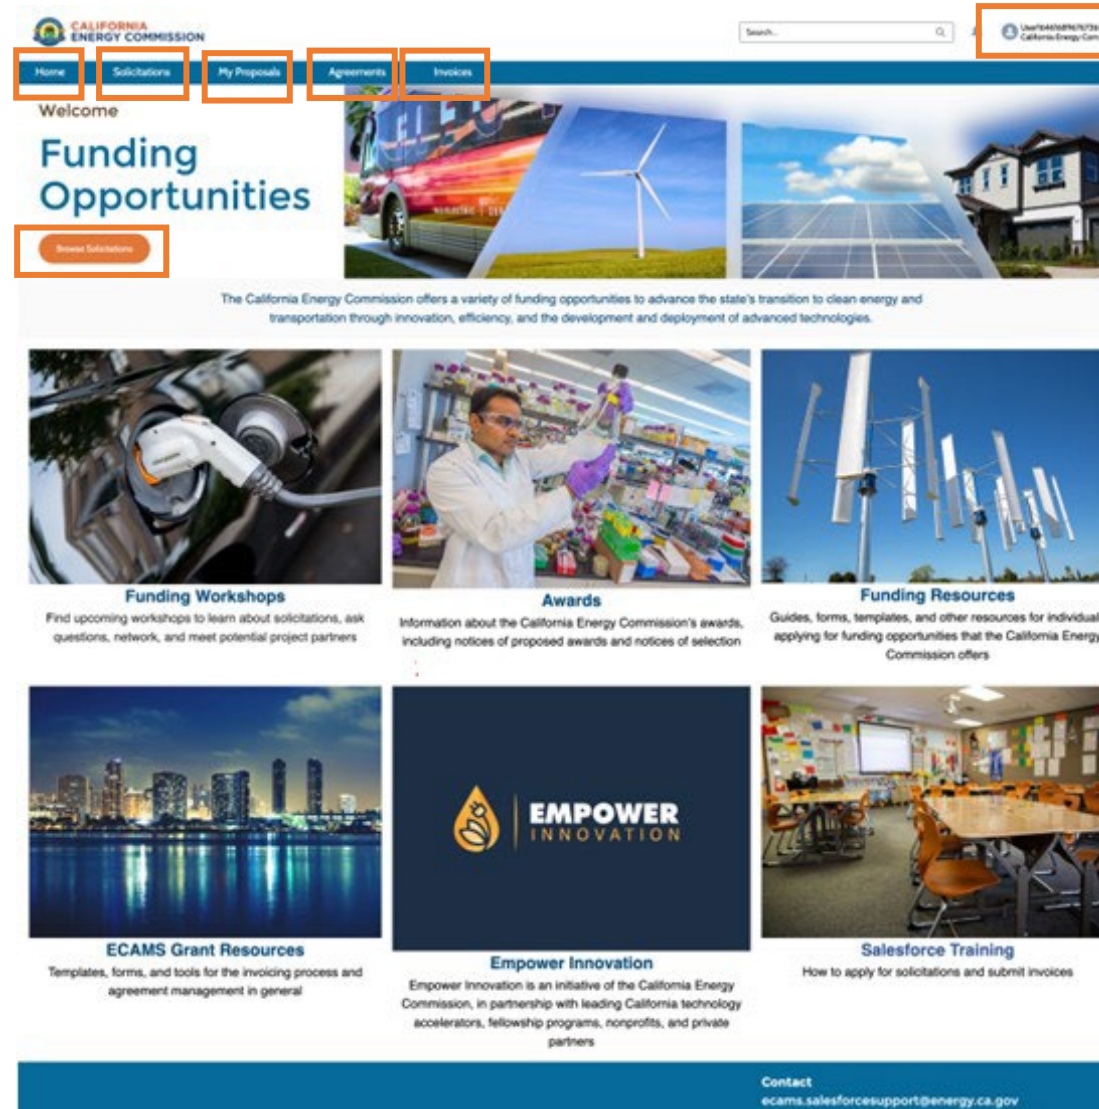 CALIFORNIA
ENERGY COMMISSION
Search...
California Energy Com
Home Solicitations My Proposals Agreements Invoices
Welcome
Funding
Opportunities
Browse Solicitations
The California Energy Commission offers a variety of funding opportunities to advance the state's transition to clean energy and
transportation through innovation, efficiency, and the development and deployment of advanced technologies.
Funding Workshops
Find upcoming workshops to learn about solicitations, ask
questions, network, and meet potential project partners
Awards
Information about the California Energy Commission's awards,
including notices of proposed awards and notices of selection
Funding Resources
Guides, forms, templates, and other resources for individual
applying for funding opportunities that the California Energy
Commission offers
EMPOWER
INNOVATION
ECAMS Grant Resources
Templates, forms, and tools for the invoicing process and
agreement management in general
Empower Innovation
Empower Innovation is an initiative of the California Energy
Commission, in partnership with leading California technology
accelerators, fellowship programs, nonprofits, and private
partners
Salesforce Training
How to apply for solicitations and submit invoices
Contact
ecams.salesforcesupport@energy.ca.gov